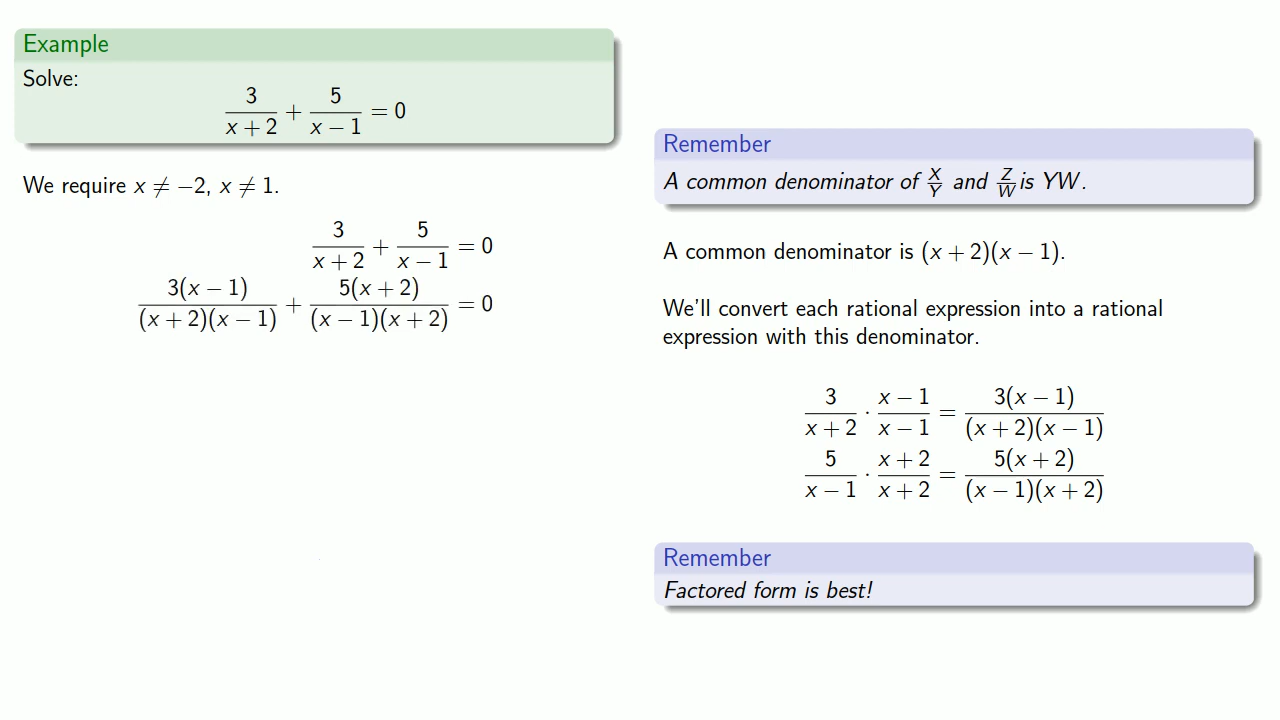 Example
Solve:
3/(x + 2) + 5/(x − 1) = 0
We require x ≠ −2, x ≠ 1.
3/(x + 2) + 5/(x − 1) = 0
3(x − 1)/((x + 2)(x − 1)) + 5(x + 2)/((x − 1)(x + 2)) = 0
Remember
A common denominator of X/Y and Z/W is YW.
A common denominator is (x + 2)(x − 1).
We'll convert each rational expression into a rational
expression with this denominator.
3/(x + 2) · (x − 1)/(x − 1) = 3(x − 1)/((x + 2)(x − 1))
5/(x − 1) · (x + 2)/(x + 2) = 5(x + 2)/((x − 1)(x + 2))
Remember
Factored form is best!